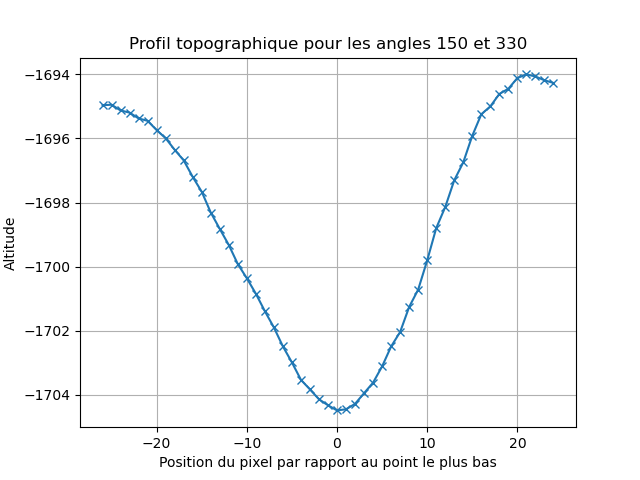 Profil topographique pour les angles 150 et 330
−1694
−1696
−1698
−1700
−1702
−1704
Altitude
−20 −10 0 10 20
Position du pixel par rapport au point le plus bas